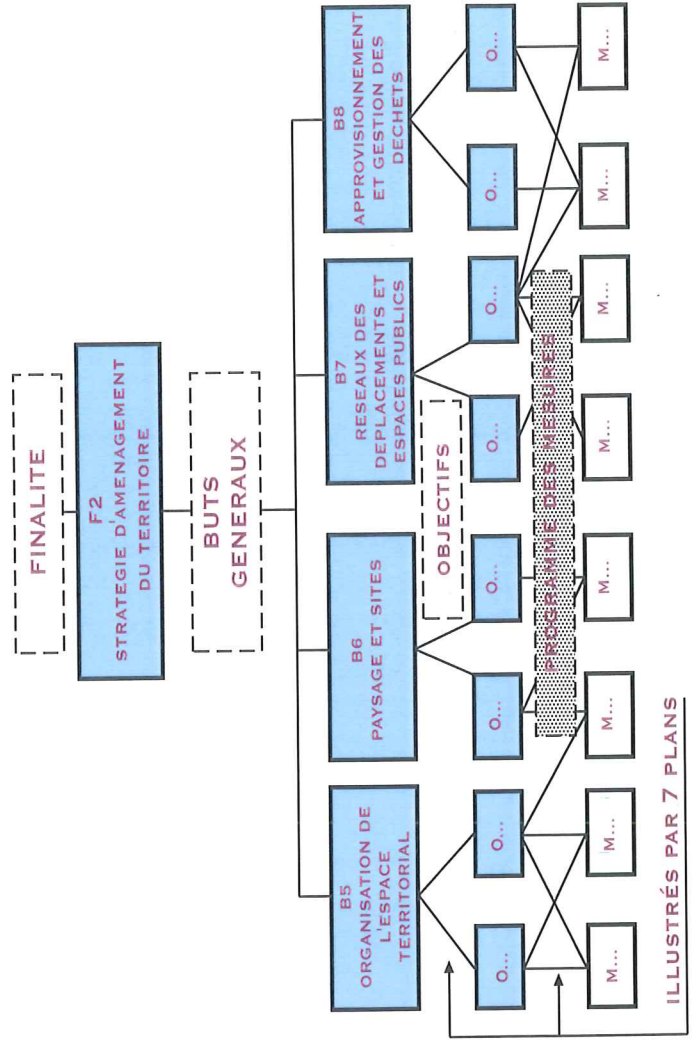 FINALITE
F2
STRATEGIE D'AMENAGEMENT
DU TERRITOIRE
BUTS
GENERAUX
B5
ORGANISATION DE
L'ESPACE
TERRITORIAL
B6
PAYSAGE ET SITES
B7
RESEAUX DES
DEPLACEMENTS ET
ESPACES PUBLICS
B8
APPROVISIONNEMENT
ET GESTION DES
DECHETS
OBJECTIFS
O...
O...
O...
O...
O...
O...
O...
O...
PROGRAMME DES MESURES
M...
M...
M...
M...
M...
M...
M...
M...
ILLUSTRÉS PAR 7 PLANS